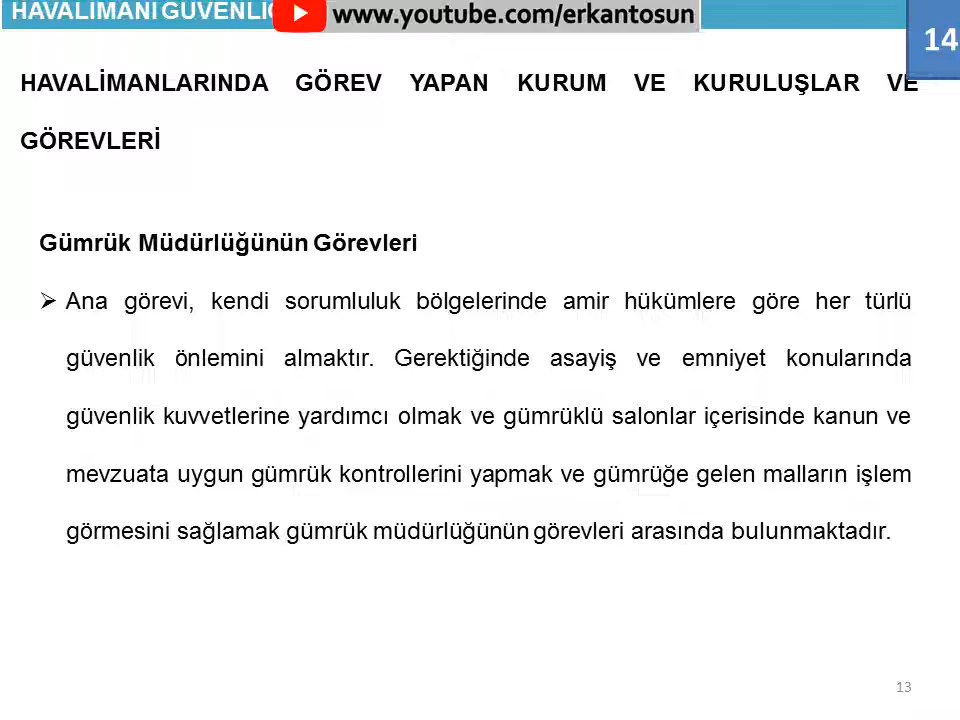 HAVALİMANI GÜVENLİĞ
www.youtube.com/erkantosun
14
HAVALİMANLARINDA GÖREV YAPAN KURUM VE KURULUŞLAR VE
GÖREVLERİ
Gümrük Müdürlüğünün Görevleri
Ana görevi, kendi sorumluluk bölgelerinde amir hükümlere göre her türlü
güvenlik önlemini almaktır. Gerektiğinde asayiş ve emniyet konularında
güvenlik kuvvetlerine yardımcı olmak ve gümrüklü salonlar içerisinde kanun ve
mevzuata uygun gümrük kontrollerini yapmak ve gümrüğe gelen malların işlem
görmesini sağlamak gümrük müdürlüğünün görevleri arasında bulunmaktadır.
13